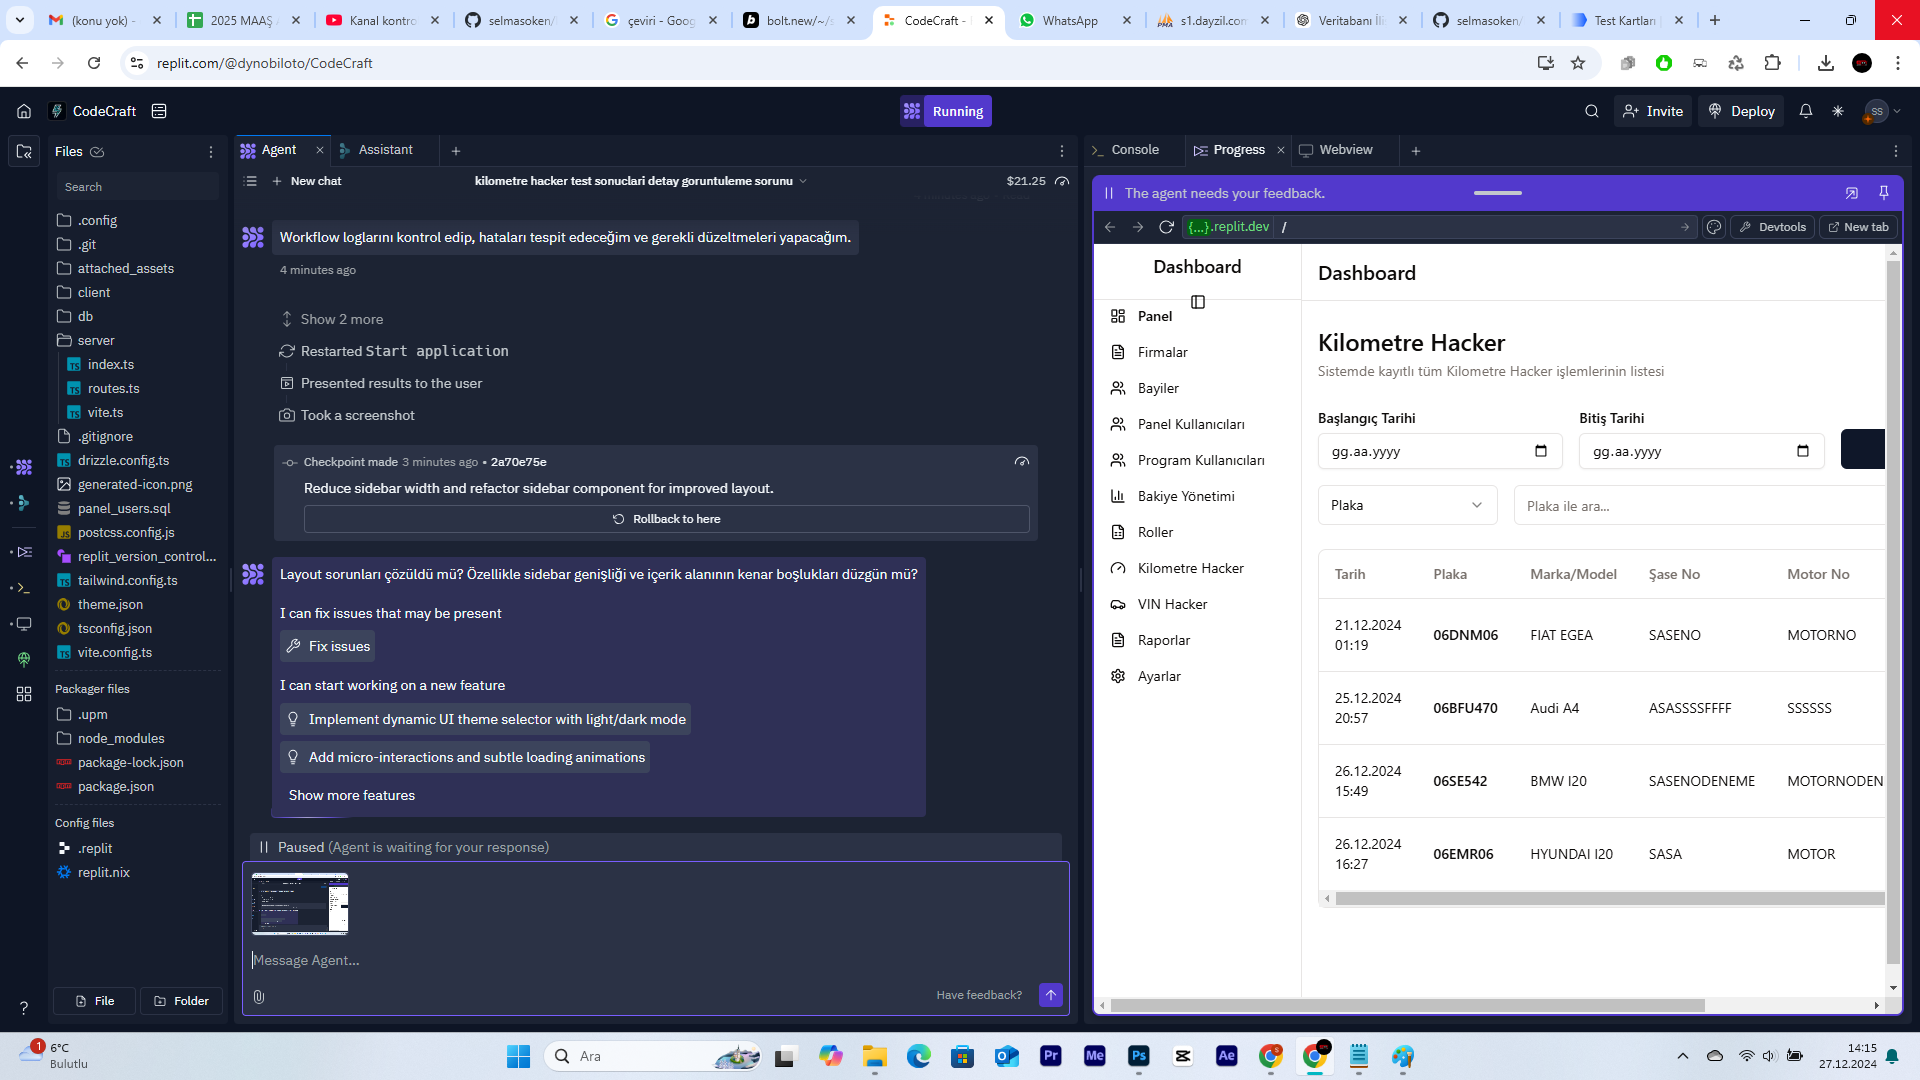 (konu yok) -
2025 MAAŞ A
Kanal kontro
selmasoken/
çeviri - Goog
bolt.new/~/s
CodeCraft -
WhatsApp
s1.dayzil.com
Veritabanı İli
selmasoken/
Test Kartları
replit.com/@dynobiloto/CodeCraft
CodeCraft
Running
Invite
Deploy
SS
Files
Search
.config
.git
attached_assets
client
db
server
index.ts
routes.ts
vite.ts
.gitignore
drizzle.config.ts
generated-icon.png
panel_users.sql
postcss.config.js
replit_version_control...
tailwind.config.ts
theme.json
tsconfig.json
vite.config.ts
Packager files
.upm
node_modules
package-lock.json
package.json
Config files
.replit
replit.nix
File
Folder
Agent
Assistant
New chat
kilometre hacker test sonuclari detay goruntuleme sorunu
$21.25
Workflow loglarını kontrol edip, hataları tespit edeceğim ve gerekli düzeltmeleri yapacağım.
4 minutes ago
Show 2 more
Restarted Start application
Presented results to the user
Took a screenshot
Checkpoint made 3 minutes ago • 2a70e75e
Reduce sidebar width and refactor sidebar component for improved layout.
Rollback to here
Layout sorunları çözüldü mü? Özellikle sidebar genişliği ve içerik alanının kenar boşlukları düzgün mü?
I can fix issues that may be present
Fix issues
I can start working on a new feature
Implement dynamic UI theme selector with light/dark mode
Add micro-interactions and subtle loading animations
Show more features
Paused (Agent is waiting for your response)
Message Agent...
Have feedback?
Console
Progress
Webview
The agent needs your feedback.
{...}.replit.dev
/
Devtools
New tab
Dashboard
Panel
Firmalar
Bayiler
Panel Kullanıcıları
Program Kullanıcıları
Bakiye Yönetimi
Roller
Kilometre Hacker
VIN Hacker
Raporlar
Ayarlar
Dashboard
Kilometre Hacker
Sistemde kayıtlı tüm Kilometre Hacker işlemlerinin listesi
Başlangıç Tarihi
Bitiş Tarihi
gg.aa.yyyy
gg.aa.yyyy
Plaka
Plaka ile ara...
Tarih Plaka Marka/Model Şase No Motor No
21.12.2024 01:19 06DNM06 FIAT EGEA SASENO MOTORNO
25.12.2024 20:57 06BFU470 Audi A4 ASASSSSFFFF SSSSSS
26.12.2024 15:49 06SE542 BMW I20 SASENODENEME MOTORNODEN
26.12.2024 16:27 06EMR06 HYUNDAI I20 SASA MOTOR
1
6°C
Bulutlu
Ara
Pr
Me
Ps
Ae
14:15
27.12.2024